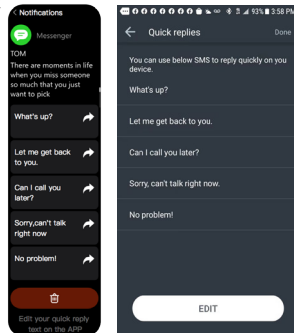 < Notifications
Messenger
TOM
There are moments in life
when you miss someone
so much that you just
want to pick
What's up?
Let me get back
to you.
Can I call you
later?
Sorry,can't talk
right now
No problem!
Edit your quick reply
text on the APP
93% 3:58 PM
← Quick replies Done
You can use below SMS to reply quickly on you
device.
What's up?
Let me get back to you.
Can I call you later?
Sorry, can't talk right now.
No problem!
EDIT